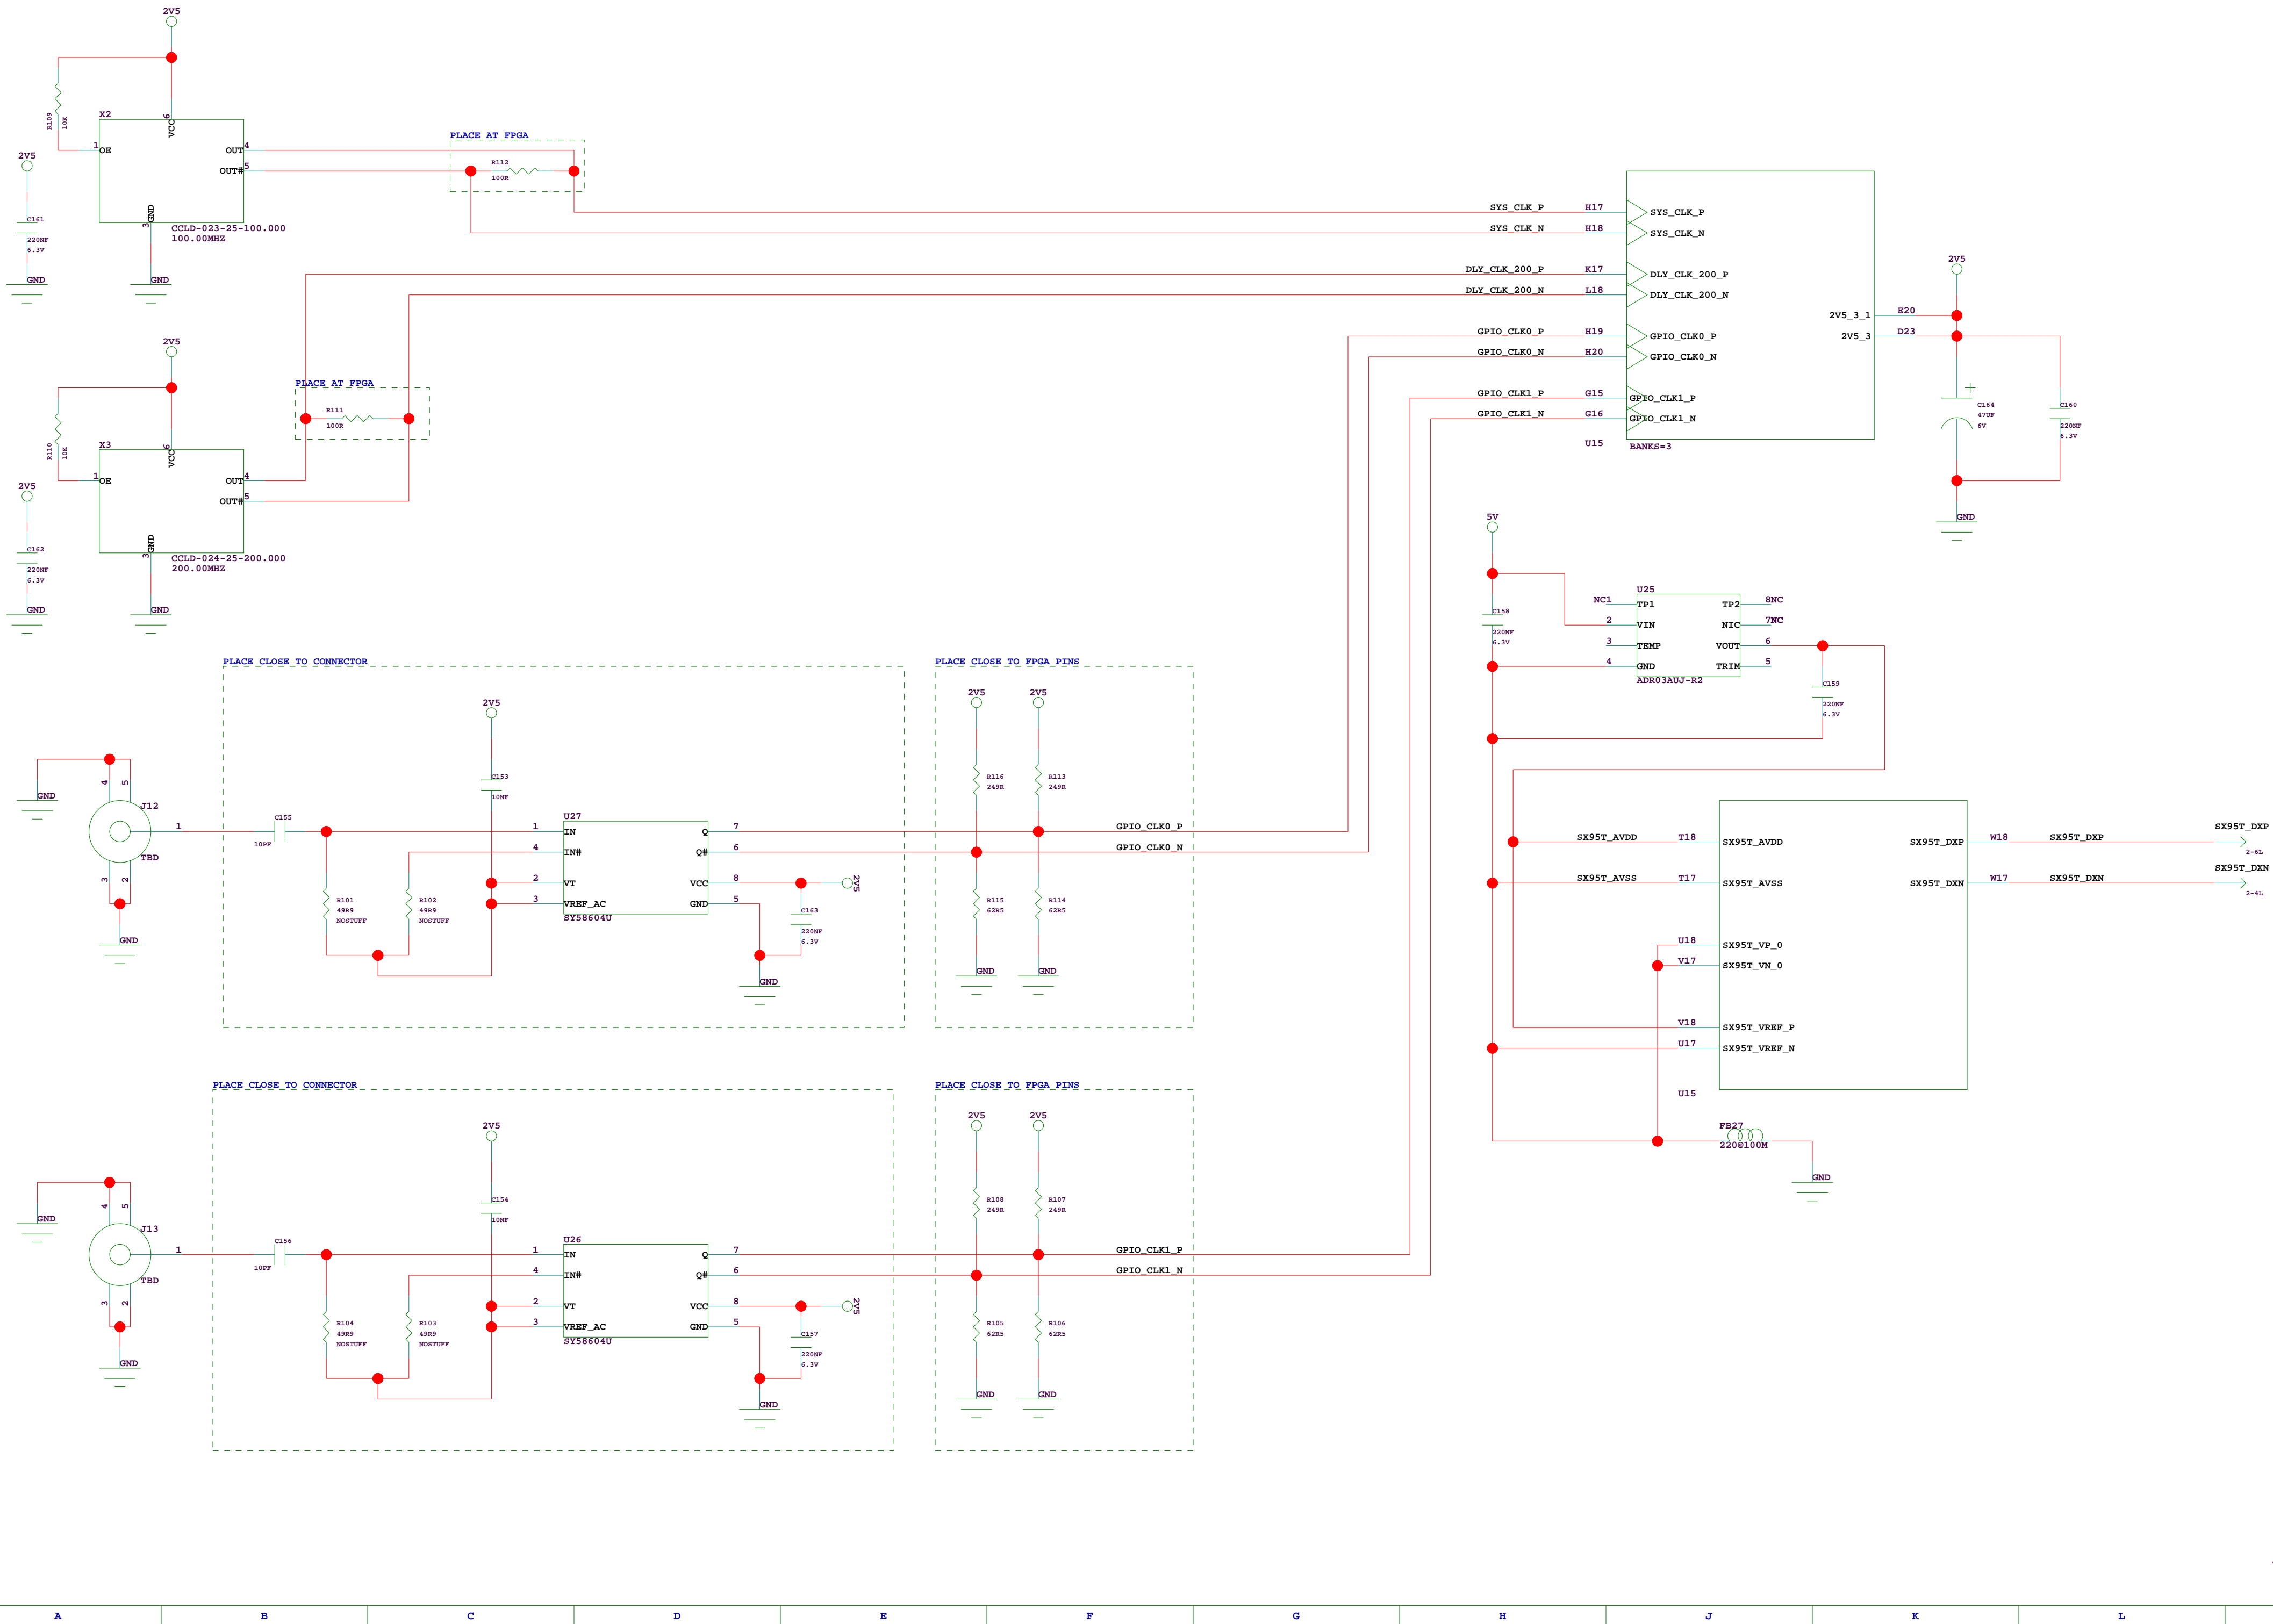 2V5
R109
10K
X2
6
VCC
1
OE
OUT
4
OUT#
5
GND
3
CCLD-023-25-100.000
100.00MHZ
2V5
C161
220NF
6.3V
GND
GND
PLACE AT FPGA
R112
100R
2V5
R110
10K
X3
6
VCC
1
OE
OUT
4
OUT#
5
GND
3
CCLD-024-25-200.000
200.00MHZ
2V5
C162
220NF
6.3V
GND
GND
PLACE AT FPGA
R111
100R
SYS_CLK_P
H17
SYS_CLK_P
SYS_CLK_N
H18
SYS_CLK_N
DLY_CLK_200_P
K17
DLY_CLK_200_P
DLY_CLK_200_N
L18
DLY_CLK_200_N
GPIO_CLK0_P
H19
GPIO_CLK0_P
GPIO_CLK0_N
H20
GPIO_CLK0_N
GPIO_CLK1_P
G15
GPIO_CLK1_P
GPIO_CLK1_N
G16
GPIO_CLK1_N
U15
BANKS=3
2V5_3_1
E20
2V5_3
D23
2V5
C164
47UF
6V
C160
220NF
6.3V
GND
5V
C158
220NF
6.3V
U25
NC1
TP1
TP2
8NC
2
VIN
NIC
7NC
3
TEMP
VOUT
6
4
GND
TRIM
5
ADR03AUJ-R2
C159
220NF
6.3V
PLACE CLOSE TO CONNECTOR
2V5
C153
10NF
GND
4
5
J12
1
TBD
3
2
GND
C155
10PF
R101
49R9
NOSTUFF
R102
49R9
NOSTUFF
U27
1
IN
Q
7
4
IN#
Q#
6
2
VT
VCC
8
3
VREF_AC
GND
5
SY58604U
2V5
C163
220NF
6.3V
GND
PLACE CLOSE TO FPGA PINS
2V5
2V5
R116
249R
R113
249R
GPIO_CLK0_P
GPIO_CLK0_N
R115
62R5
R114
62R5
GND
GND
SX95T_AVDD
T18
SX95T_AVDD
SX95T_AVSS
T17
SX95T_AVSS
U18
SX95T_VP_0
V17
SX95T_VN_0
V18
SX95T_VREF_P
U17
SX95T_VREF_N
SX95T_DXP
W18
SX95T_DXP
SX95T_DXP
2-6L
SX95T_DXN
W17
SX95T_DXN
SX95T_DXN
2-4L
U15
FB27
220@100M
GND
PLACE CLOSE TO CONNECTOR
2V5
C154
10NF
GND
4
5
J13
1
TBD
3
2
GND
C156
10PF
R104
49R9
NOSTUFF
R103
49R9
NOSTUFF
U26
1
IN
Q
7
4
IN#
Q#
6
2
VT
VCC
8
3
VREF_AC
GND
5
SY58604U
2V5
C157
220NF
6.3V
GND
PLACE CLOSE TO FPGA PINS
2V5
2V5
R108
249R
R107
249R
GPIO_CLK1_P
GPIO_CLK1_N
R105
62R5
R106
62R5
GND
GND
A B C D E F G H J K L